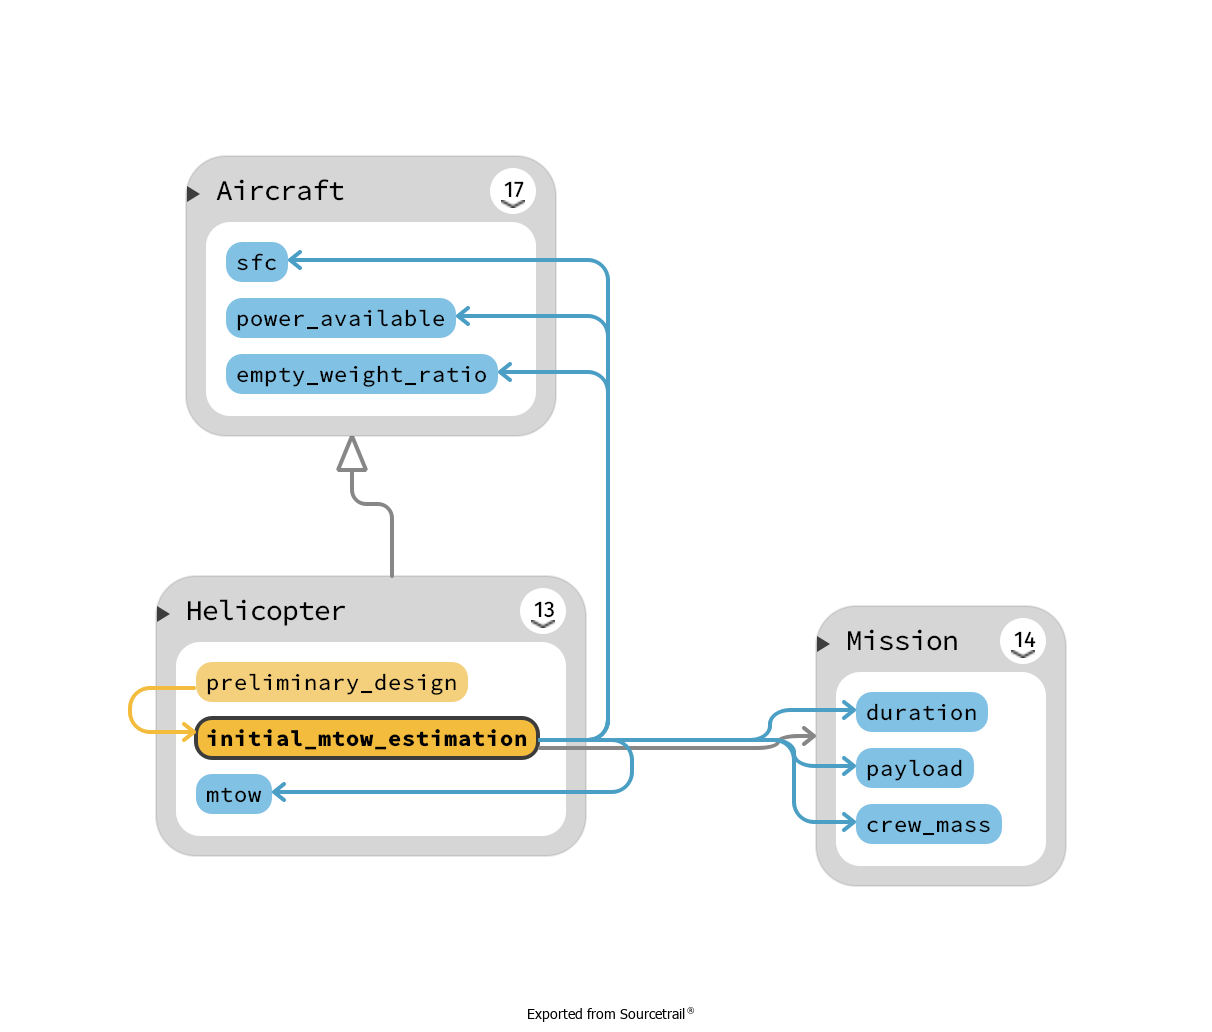 Aircraft 17
sfc
power_available
empty_weight_ratio
Helicopter 13
preliminary_design
initial_mtow_estimation
mtow
Mission 14
duration
payload
crew_mass
Exported from Sourcetrail®